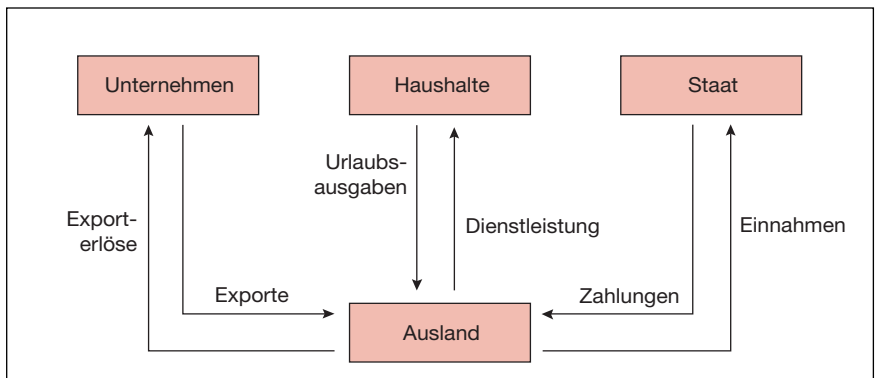 Unternehmen
Haushalte
Staat
Urlaubs-
ausgaben
Export-
erlöse
Dienstleistung
Einnahmen
Exporte
Zahlungen
Ausland